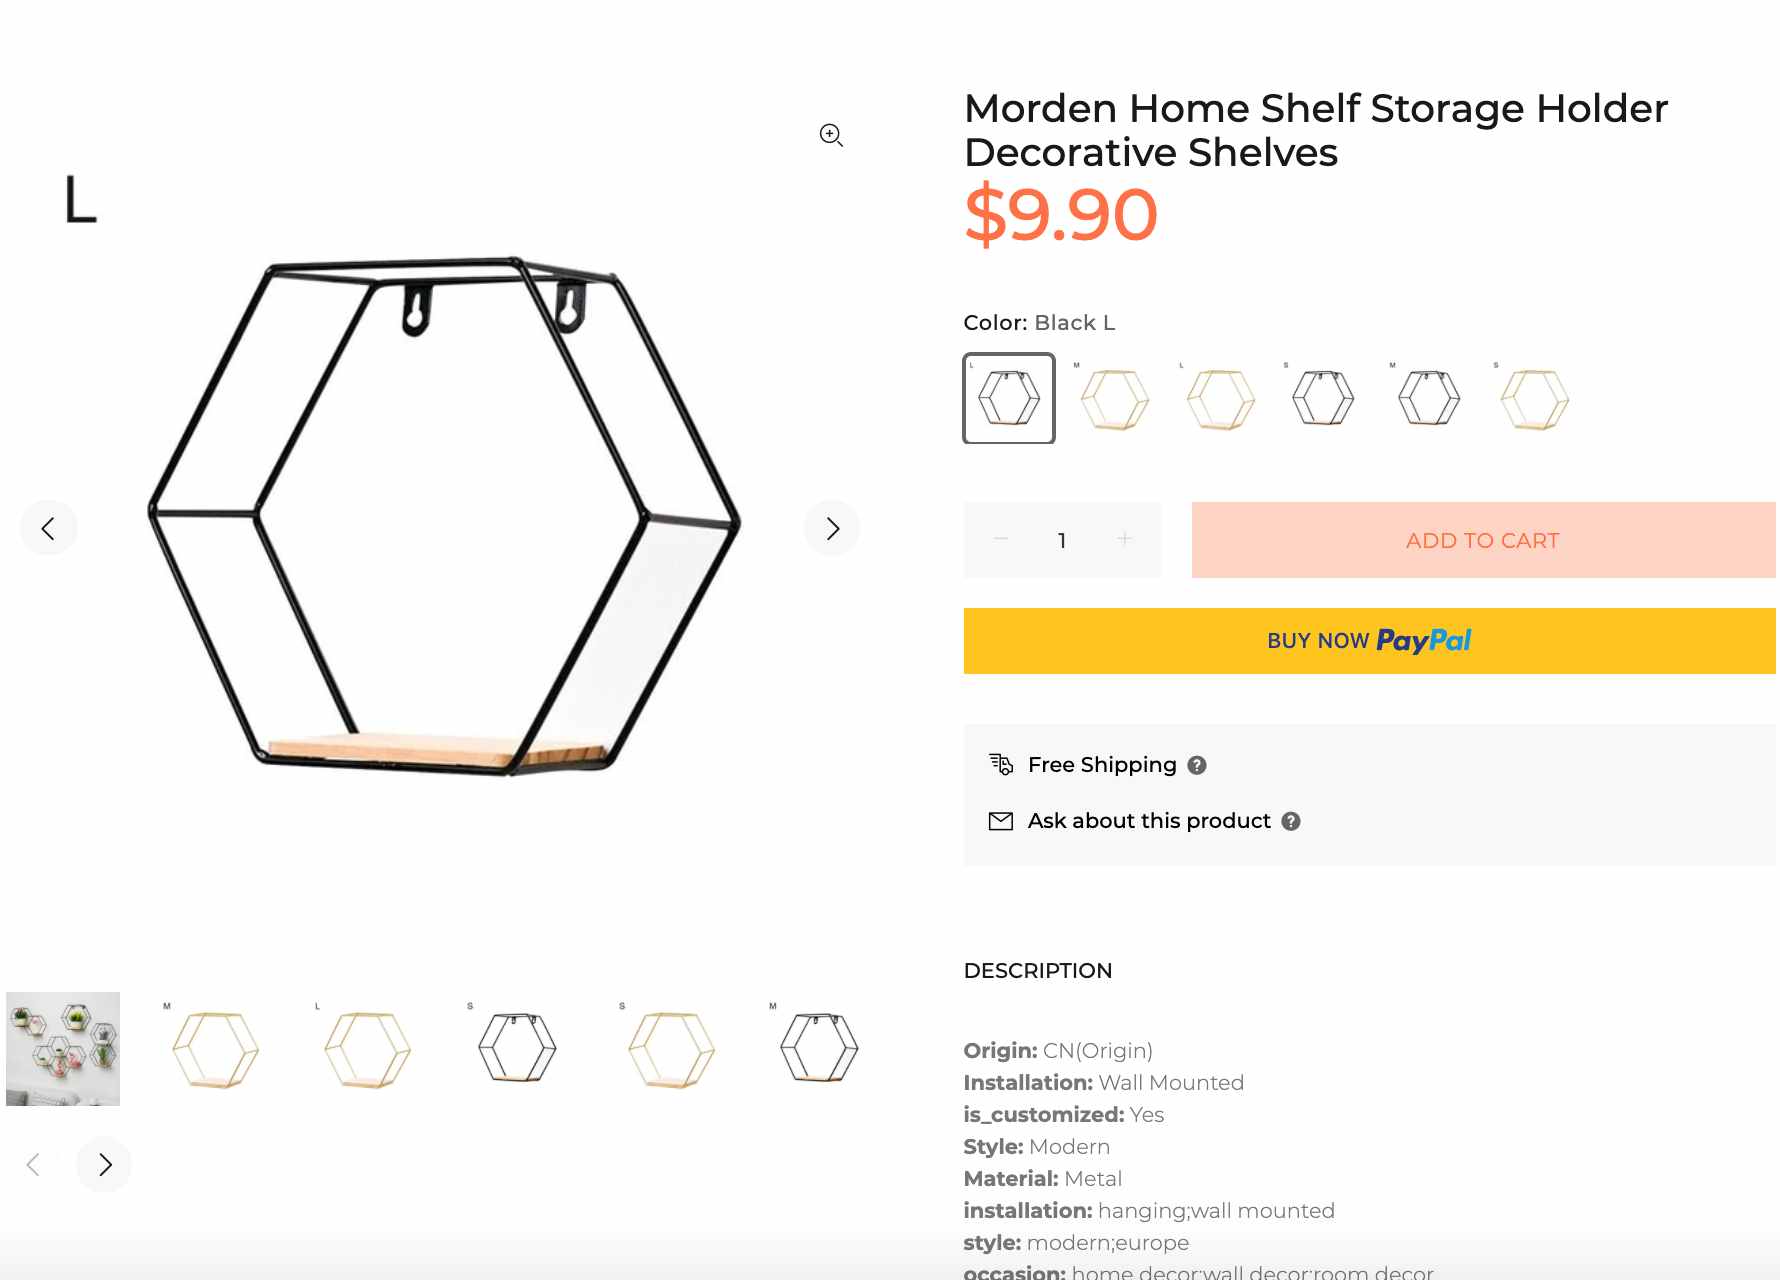 Morden Home Shelf Storage Holder
Decorative Shelves
$9.90
L
Color: Black L
L
M
L
S
M
S
1
ADD TO CART
BUY NOW PayPal
Free Shipping ?
Ask about this product ?
M
L
S
S
M
DESCRIPTION
Origin: CN(Origin)
Installation: Wall Mounted
is_customized: Yes
Style: Modern
Material: Metal
installation: hanging;wall mounted
style: modern;europe
occasion: home decor;wall decor;room decor